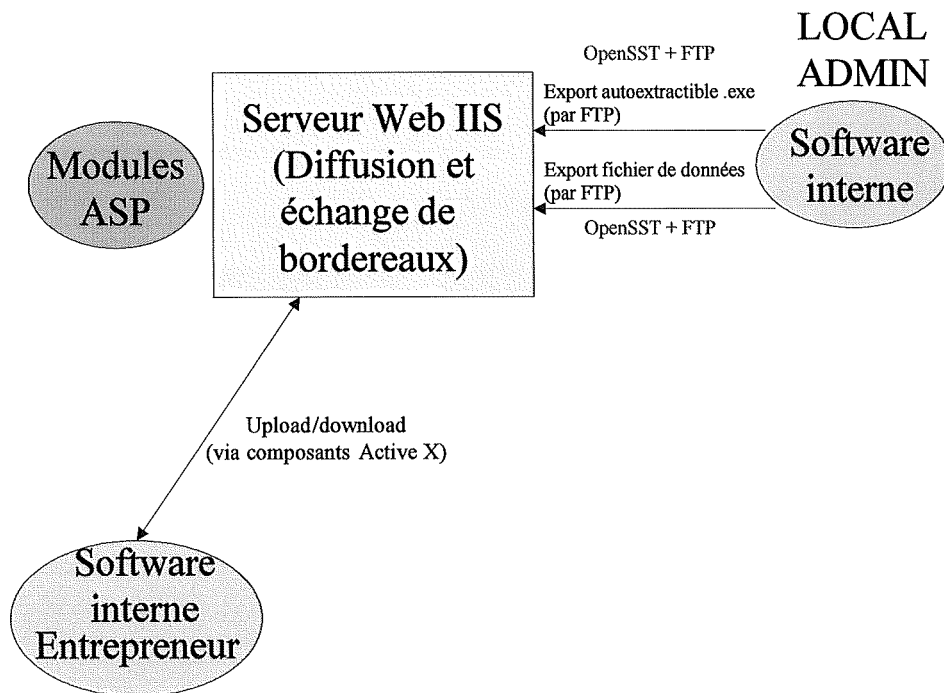 LOCAL
ADMIN
OpenSST + FTP
Export autoextractible .exe
(par FTP)
Serveur Web IIS
(Diffusion et
échange de
bordereaux)
Modules
ASP
Software
interne
Export fichier de données
(par FTP)
OpenSST + FTP
Upload/download
(via composants Active X)
Software
interne
Entrepreneur